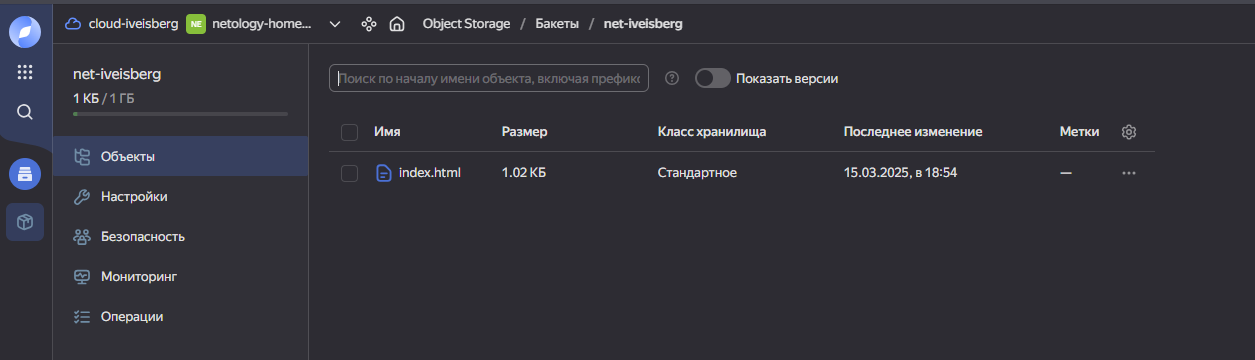 cloud-iveisberg NE netology-home... Object Storage / Бакеты / net-iveisberg
net-iveisberg
1 КБ / 1 ГБ
Объекты
Настройки
Безопасность
Мониторинг
Операции
Поиск по началу имени объекта, включая префикс
Показать версии
Имя Размер Класс хранилища Последнее изменение Метки
index.html 1.02 КБ Стандартное 15.03.2025, в 18:54 — ...